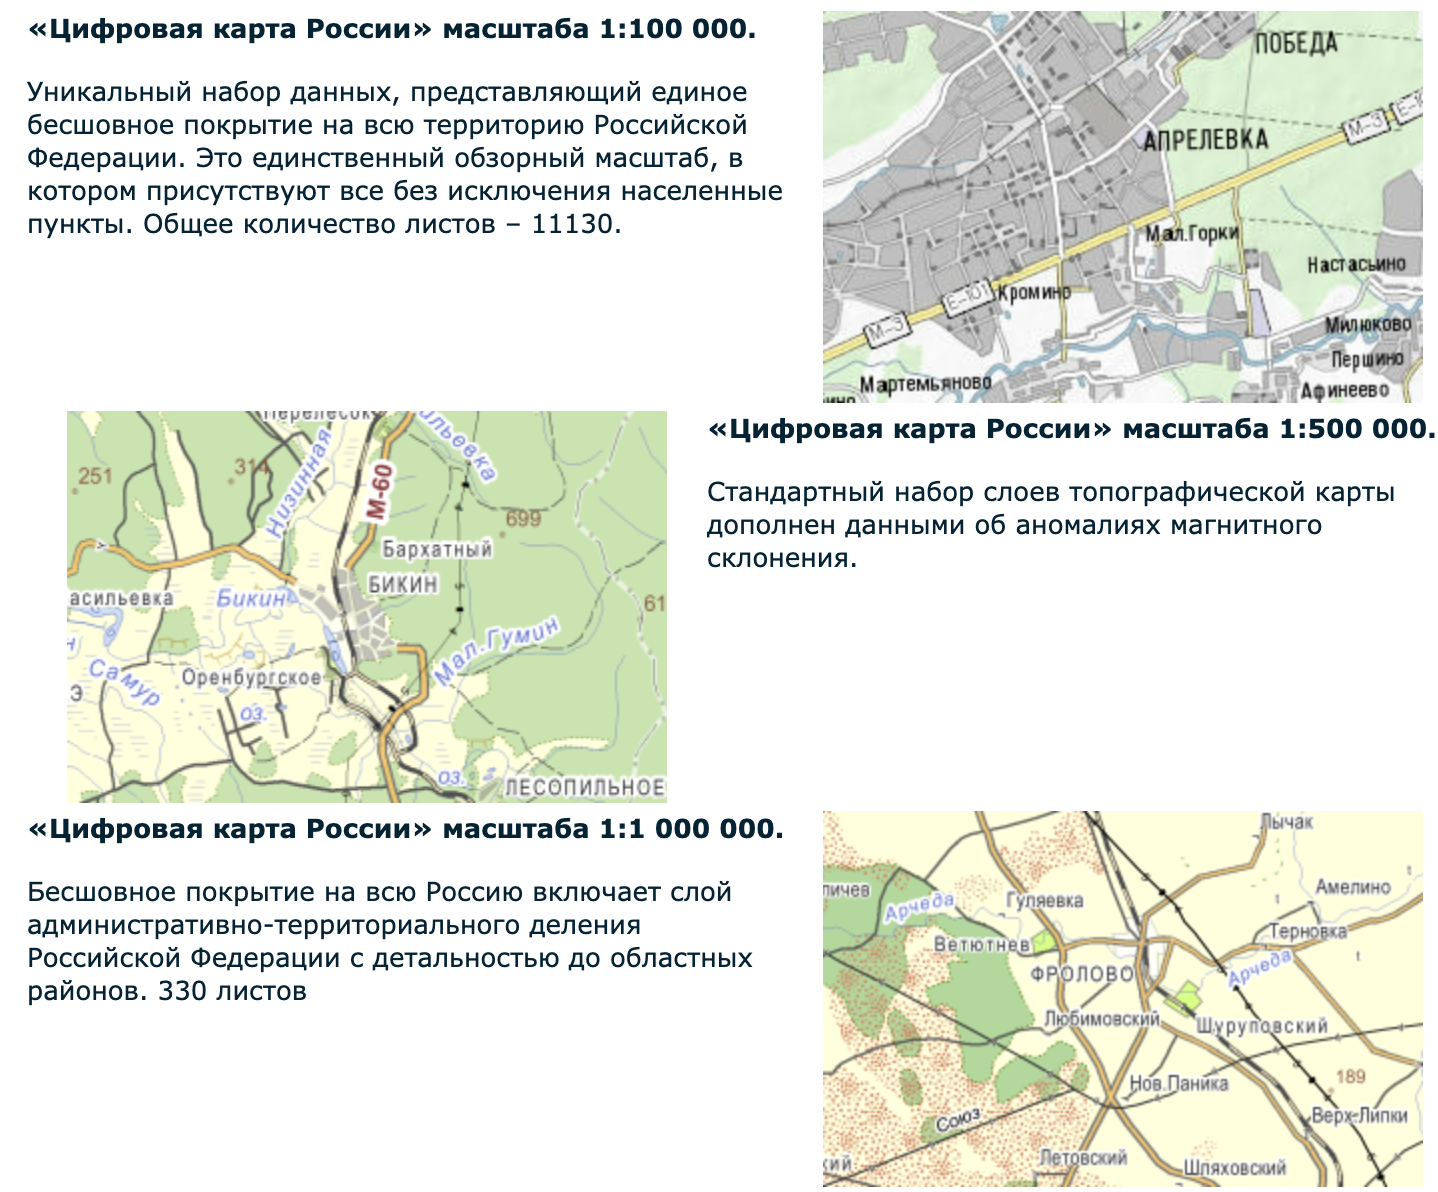 «Цифровая карта России» масштаба 1:100 000.
Уникальный набор данных, представляющий единое
бесшовное покрытие на всю территорию Российской
Федерации. Это единственный обзорный масштаб, в
котором присутствуют все без исключения населенные
пункты. Общее количество листов – 11130.
ПОБЕДА
М-3
АПРЕЛЕВКА
Мал.Горки
Настасьино
Е-101
Кромино
М-3
Милюково
Першино
Мартемьяново
Афинеево
Перелесок
251
314
Низинная
М-60
699
Бархатный
БИКИН
асильевка
Бикин
61
Мал.Гумин
Самур
Оренбургское
Э
оз.
оз.
ЛЕСОПИЛЬНОЕ
«Цифровая карта России» масштаба 1:500 000.
Стандартный набор слоев топографической карты
дополнен данными об аномалиях магнитного
склонения.
«Цифровая карта России» масштаба 1:1 000 000.
Бесшовное покрытие на всю Россию включает слой
административно-территориального деления
Российской Федерации с детальностью до областных
районов. 330 листов
Лычак
личев
Арчеда
Гуляевка
Амелино
Ветютнев
Терновка
ФРОЛОВО
Арчеда
Любимовский
Шуруповский
189
Нов.Паника
Союз
Верх.Липки
кий
Летовский
Шляховский